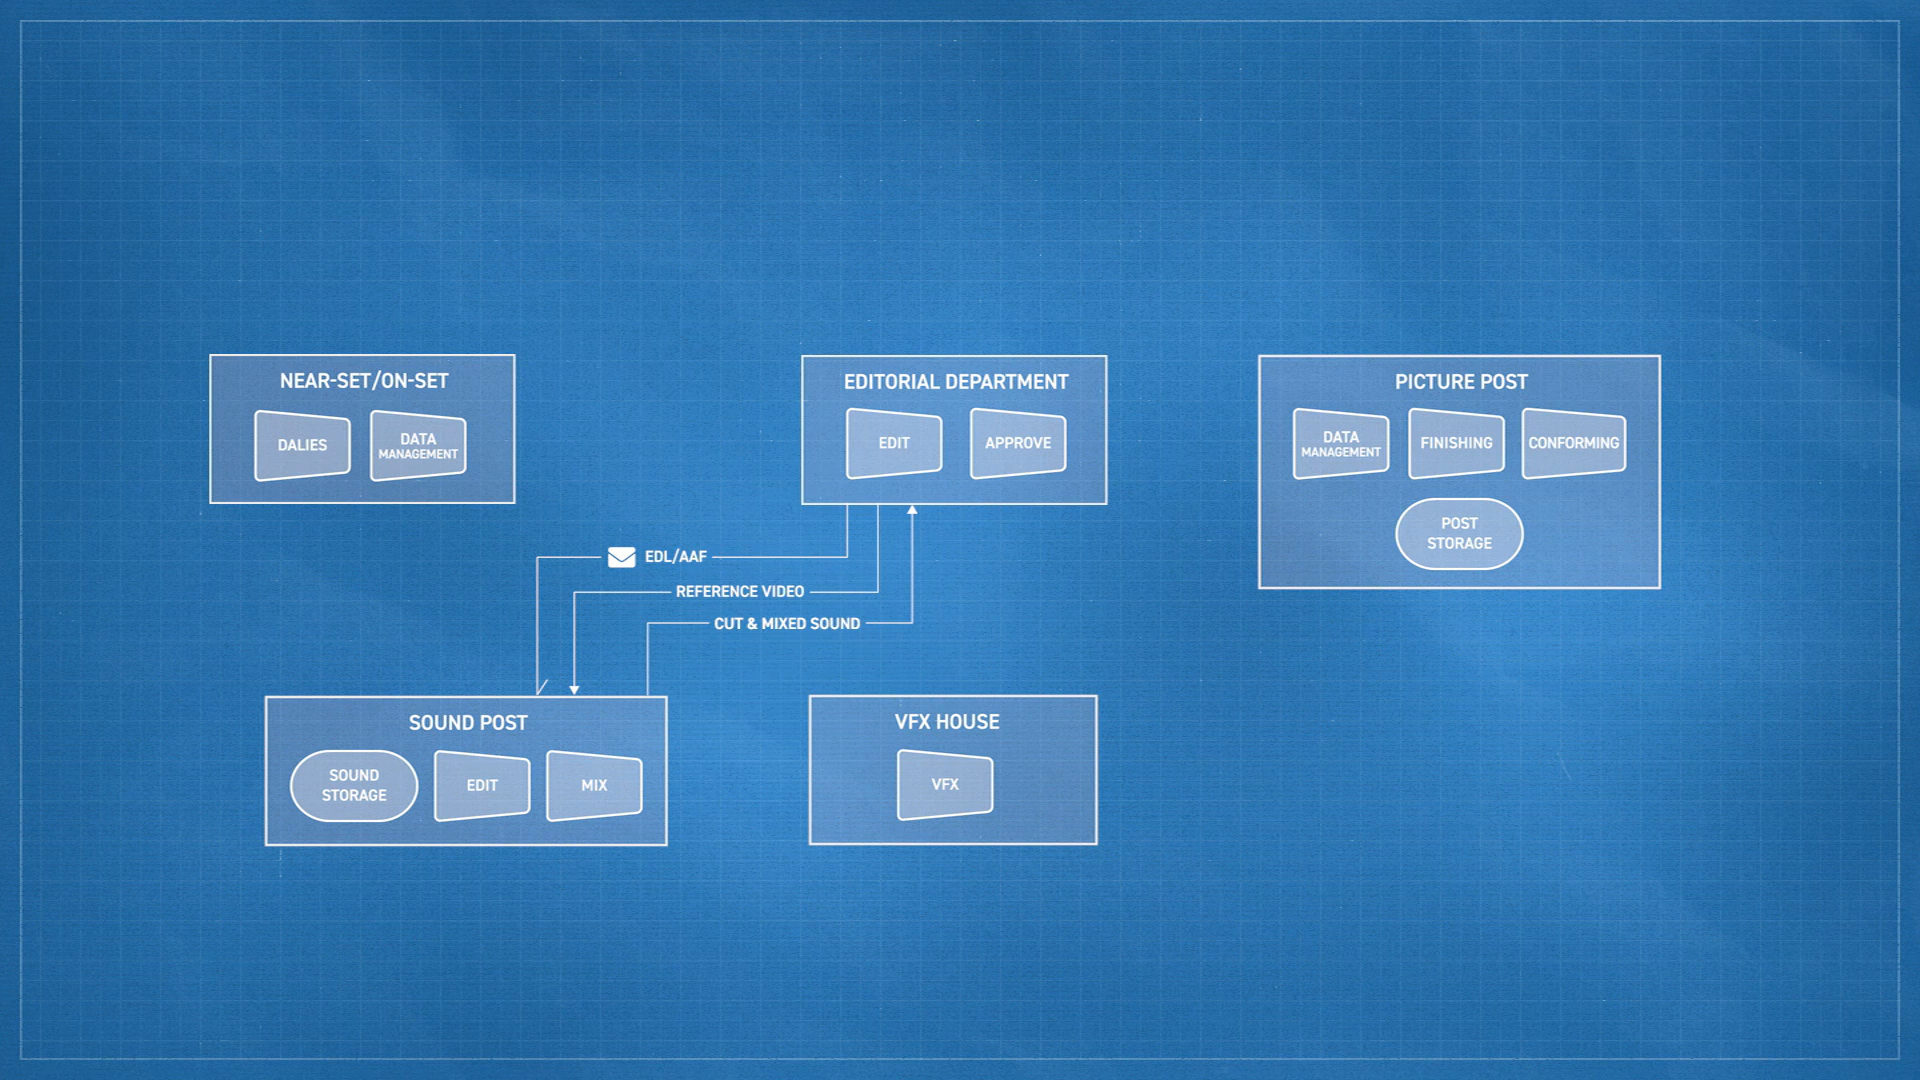 NEAR-SET/ON-SET
DALIES
DATA
MANAGEMENT
EDITORIAL DEPARTMENT
EDIT
APPROVE
PICTURE POST
DATA
MANAGEMENT
FINISHING
CONFORMING
POST
STORAGE
EDL/AAF
REFERENCE VIDEO
CUT & MIXED SOUND
SOUND POST
SOUND
STORAGE
EDIT
MIX
VFX HOUSE
VFX